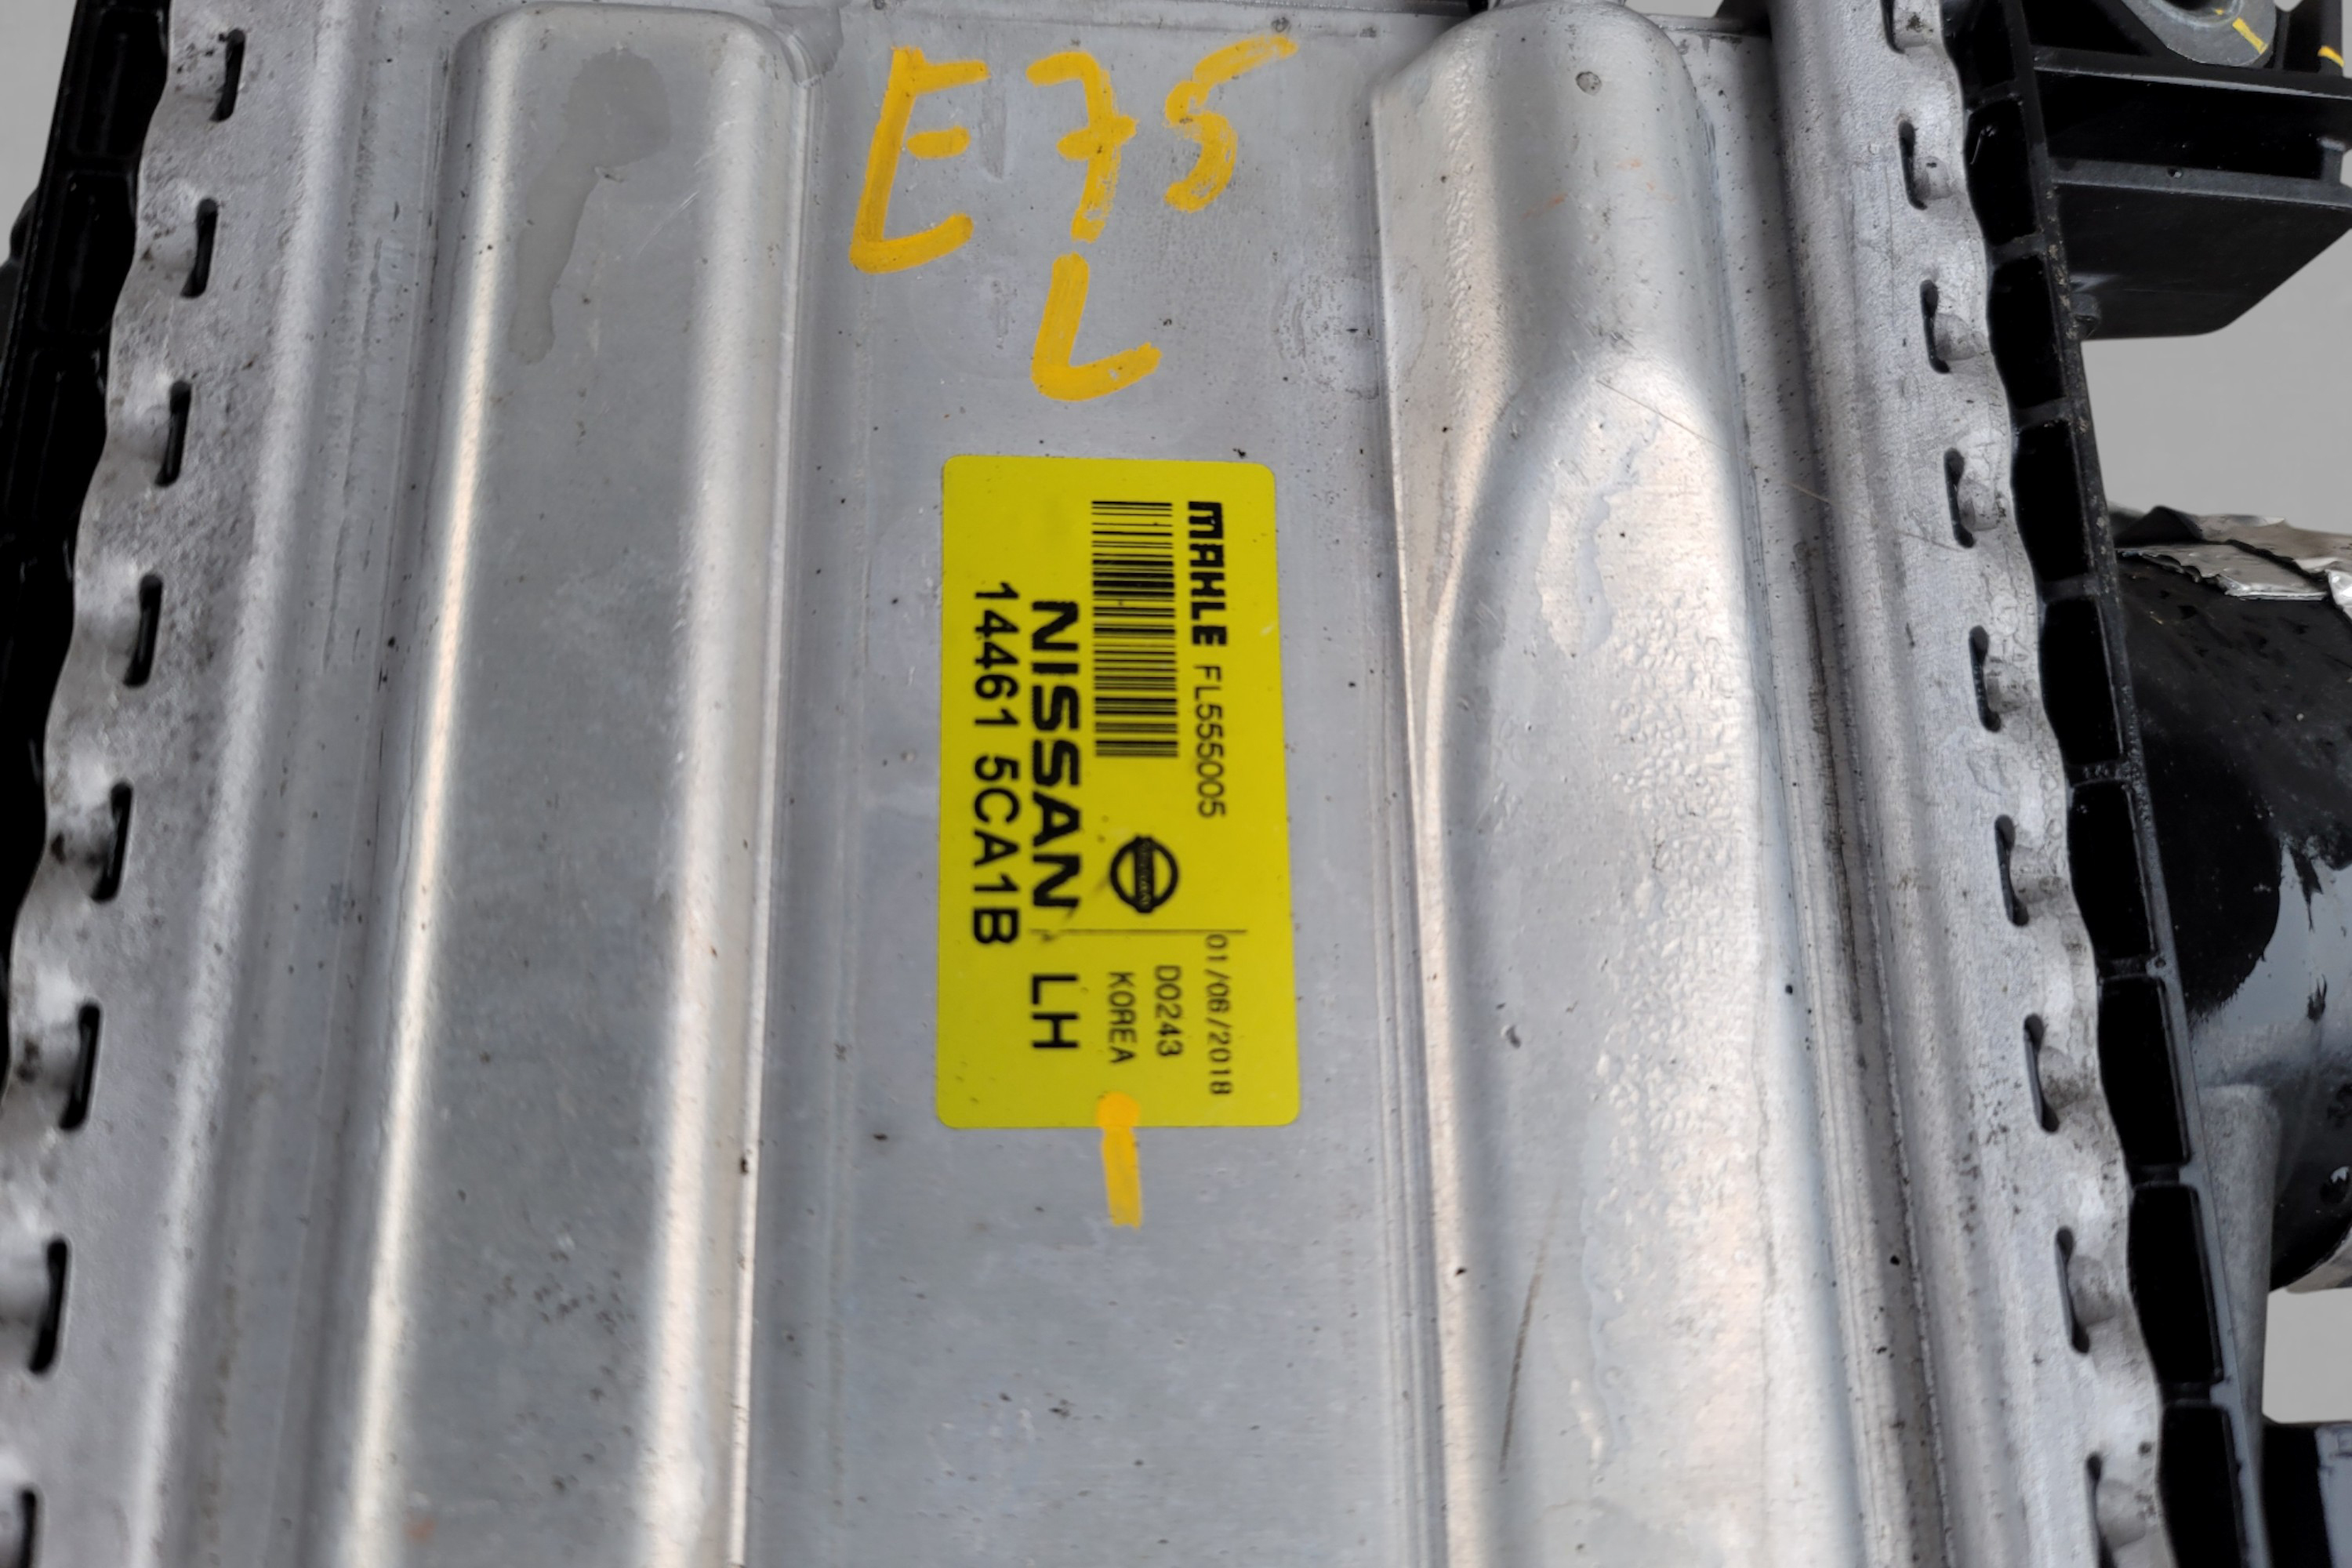 E75
L
MAHLE FL555005
01/06/2018
D0243
KOREA
NISSAN LH
14461 5CA1B